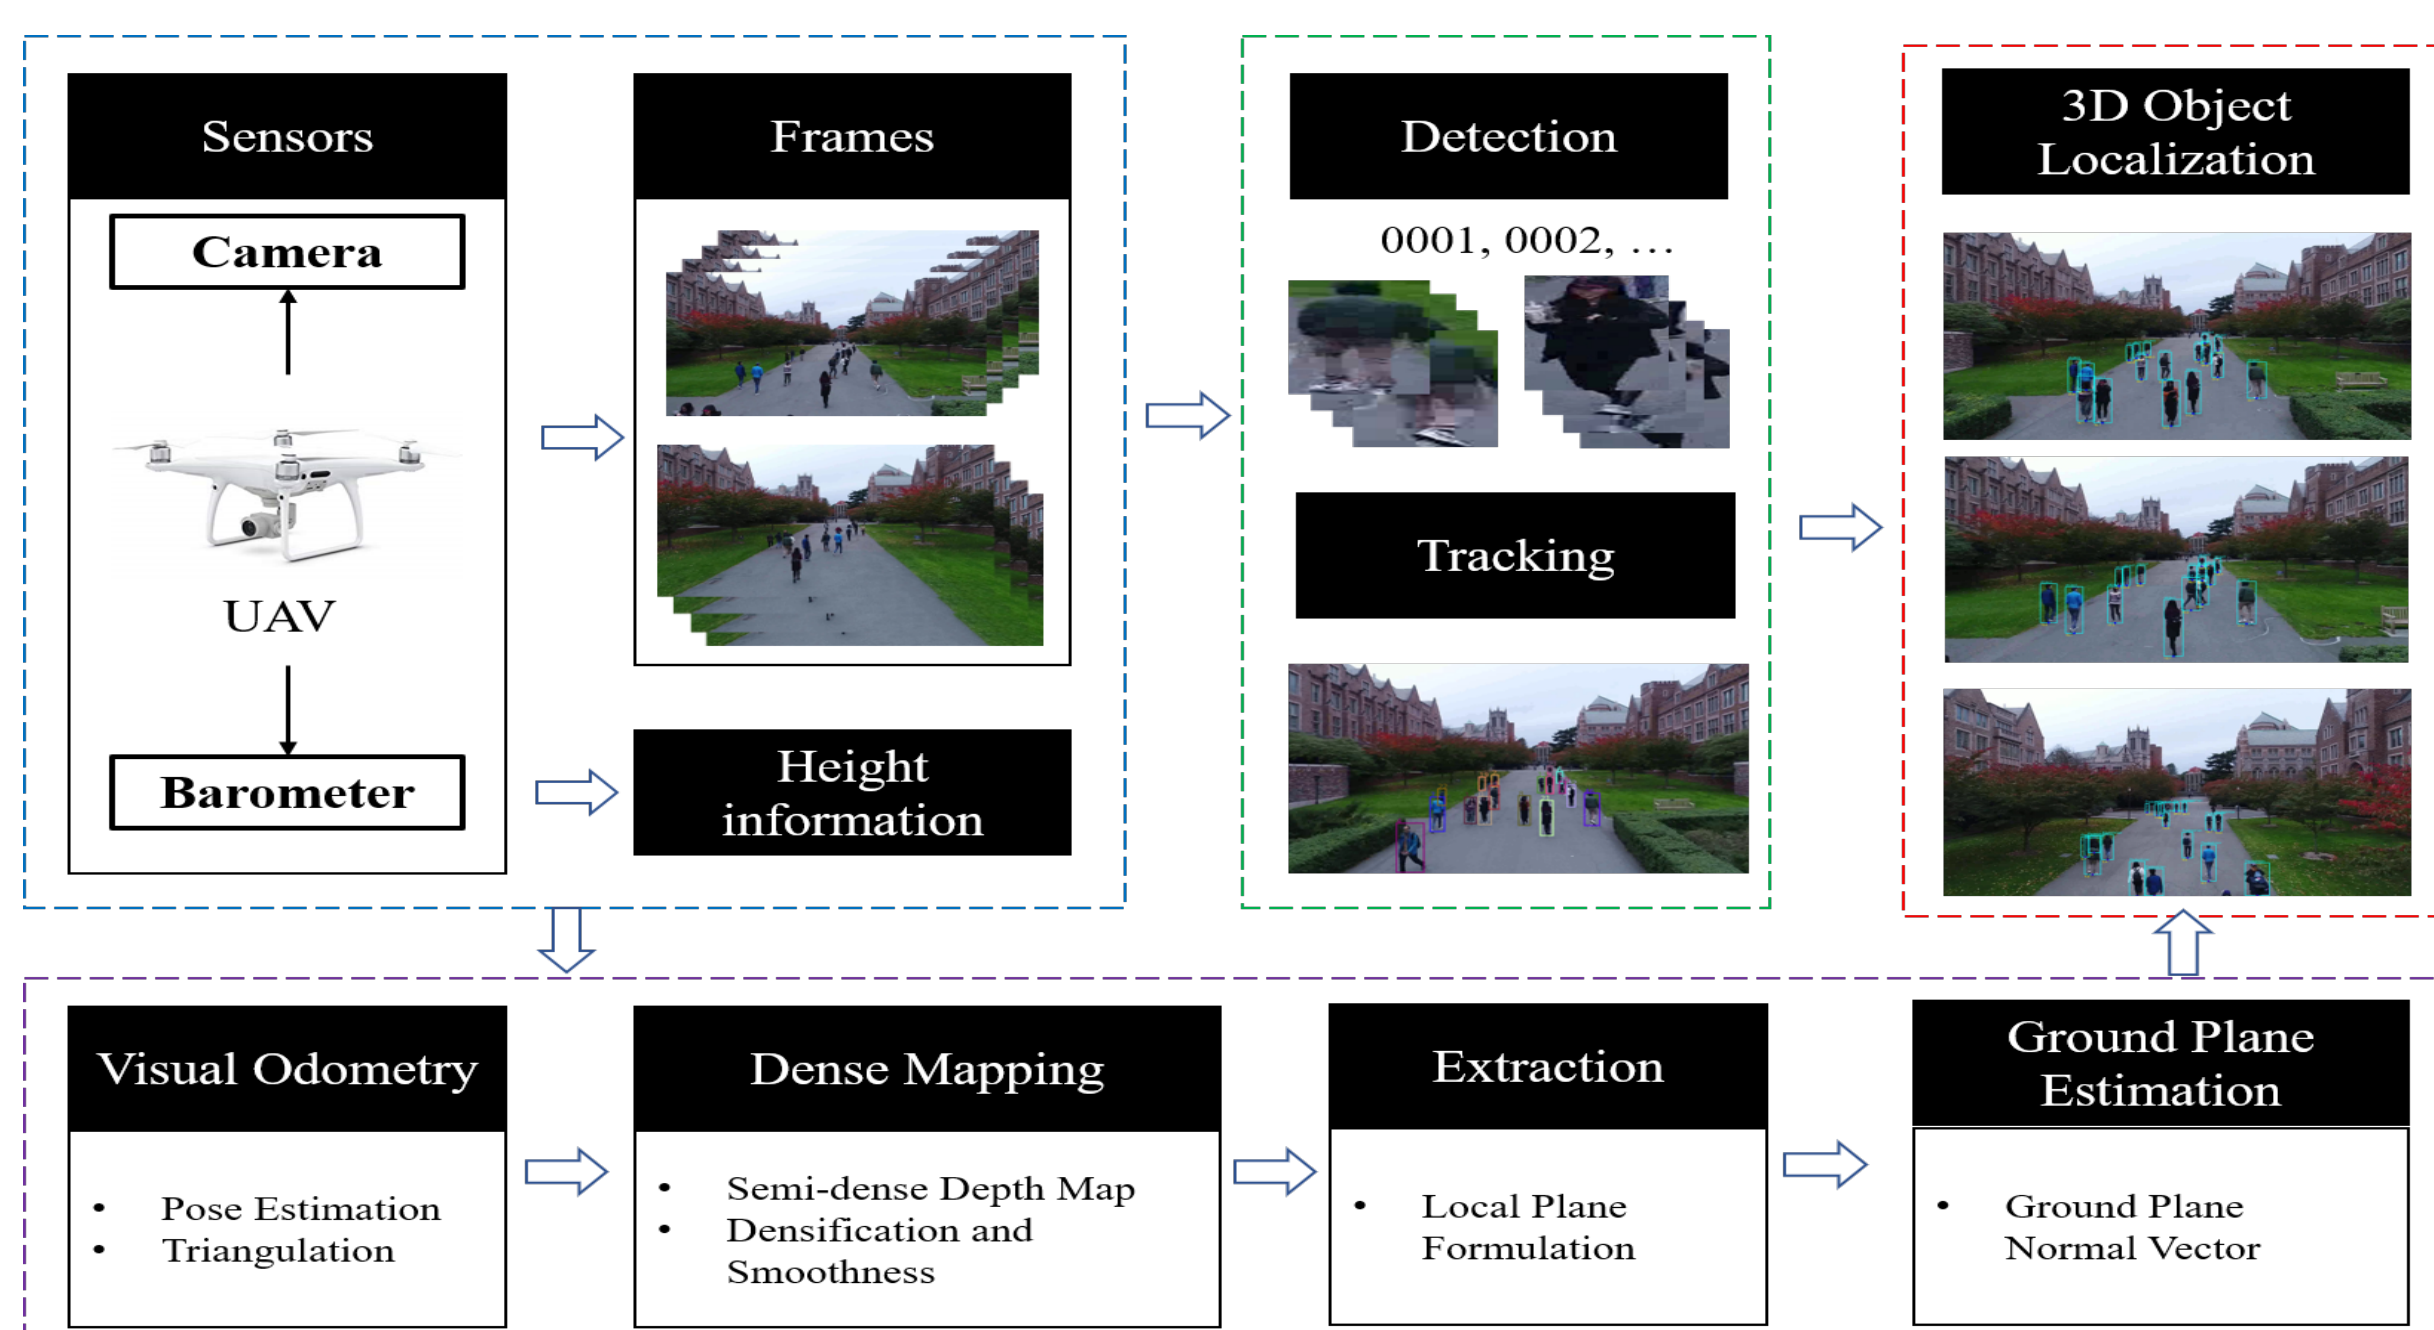 Sensors
Camera
UAV
Barometer
Frames
Height
information
Detection
0001, 0002, …
Tracking
3D Object
Localization
Visual Odometry
• Pose Estimation
• Triangulation
Dense Mapping
• Semi-dense Depth Map
• Densification and
Smoothness
Extraction
• Local Plane
Formulation
Ground Plane
Estimation
• Ground Plane
Normal Vector